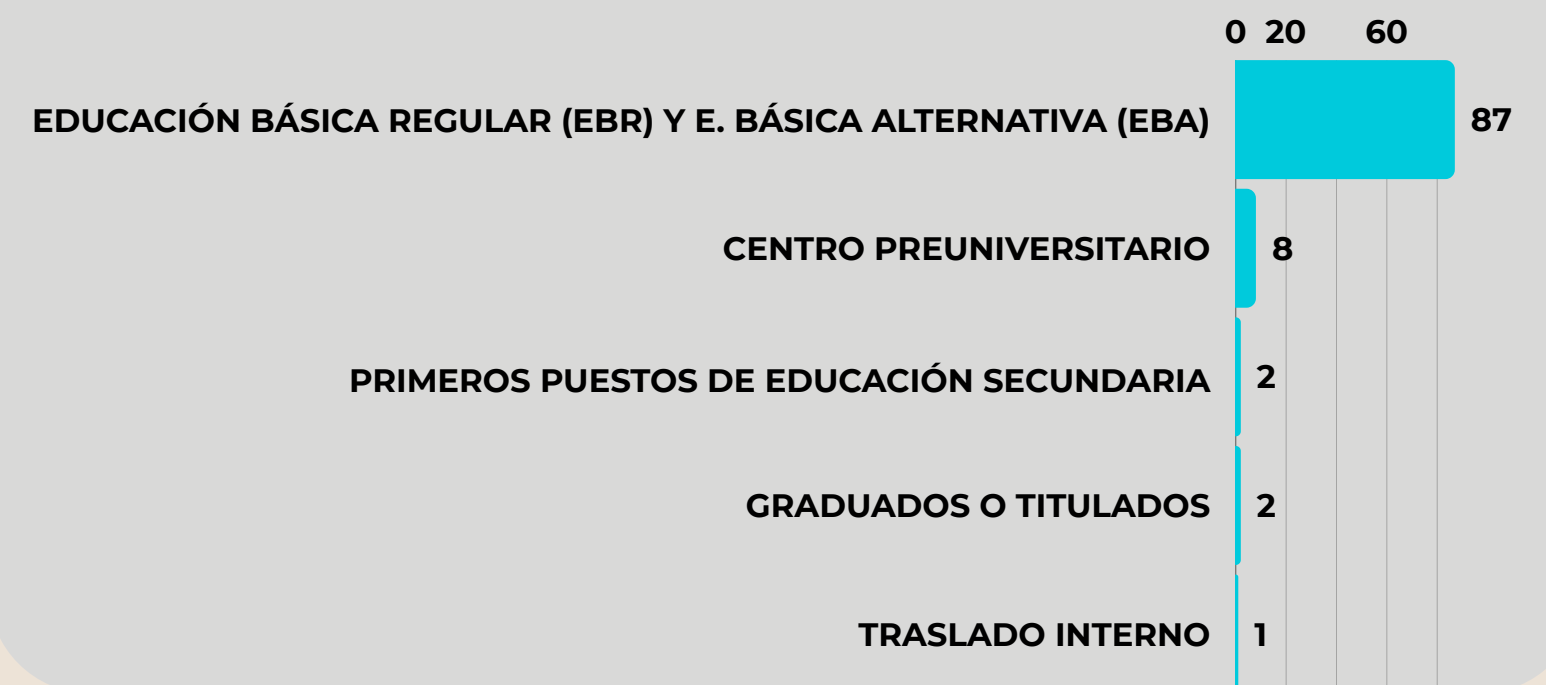 0 20 60
EDUCACIÓN BÁSICA REGULAR (EBR) Y E. BÁSICA ALTERNATIVA (EBA) 87
CENTRO PREUNIVERSITARIO 8
PRIMEROS PUESTOS DE EDUCACIÓN SECUNDARIA 2
GRADUADOS O TITULADOS 2
TRASLADO INTERNO 1